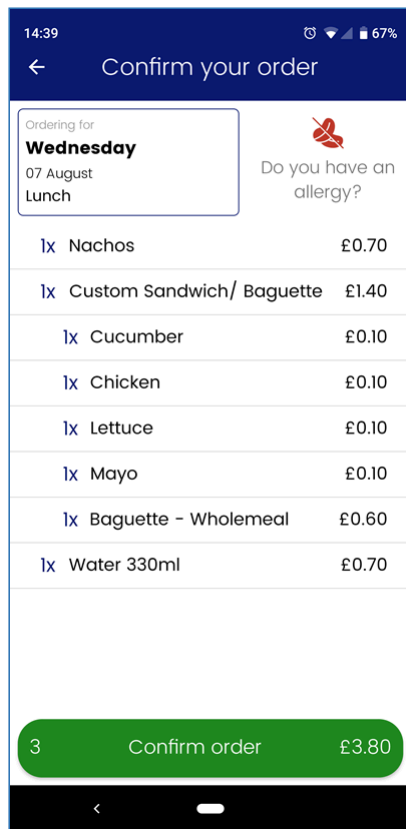 14:39 67%
Confirm your order
Ordering for
Wednesday
07 August
Lunch
Do you have an
allergy?
1x Nachos £0.70
1x Custom Sandwich/ Baguette £1.40
1x Cucumber £0.10
1x Chicken £0.10
1x Lettuce £0.10
1x Mayo £0.10
1x Baguette - Wholemeal £0.60
1x Water 330ml £0.70
3 Confirm order £3.80